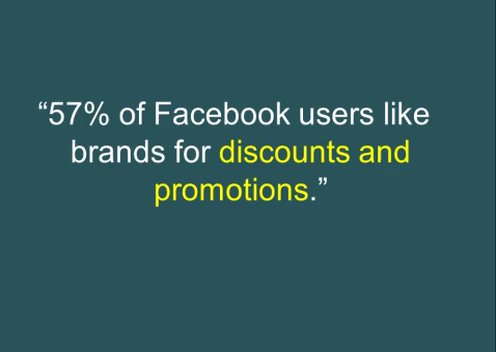 “57% of Facebook users like
brands for discounts and
promotions.”